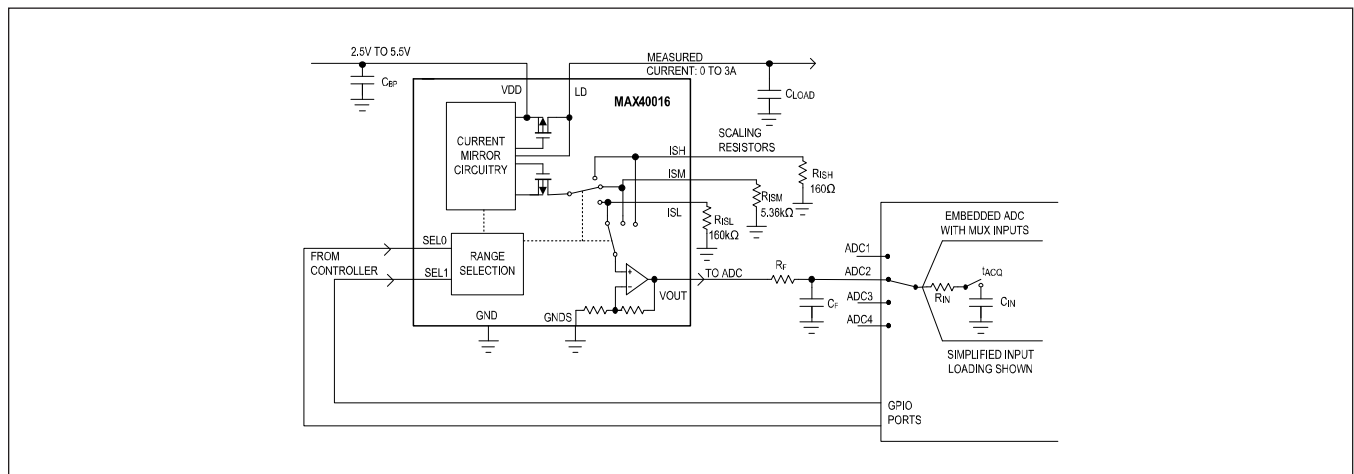 2.5V TO 5.5V
CBP
VDD
LD
MEASURED
CURRENT: 0 TO 3A
CLOAD
MAX40016
CURRENT
MIRROR
CIRCUITRY
SCALING
RESISTORS
ISH
ISM
ISL
RISH
160Ω
RISM
5.36kΩ
RISL
160kΩ
FROM
CONTROLLER
SEL0
SEL1
RANGE
SELECTION
VOUT
TO ADC
RF
CF
GND
GNDS
EMBEDDED ADC
WITH MUX INPUTS
ADC1
ADC2
ADC3
ADC4
RIN
tACQ
CIN
SIMPLIFIED INPUT
LOADING SHOWN
GPIO
PORTS